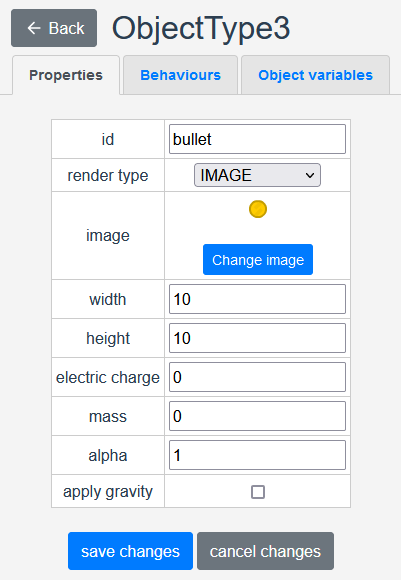 ← Back ObjectType3
Properties Behaviours Object variables
id bullet
render type IMAGE
image
Change image
width 10
height 10
electric charge 0
mass 0
alpha 1
apply gravity
save changes cancel changes